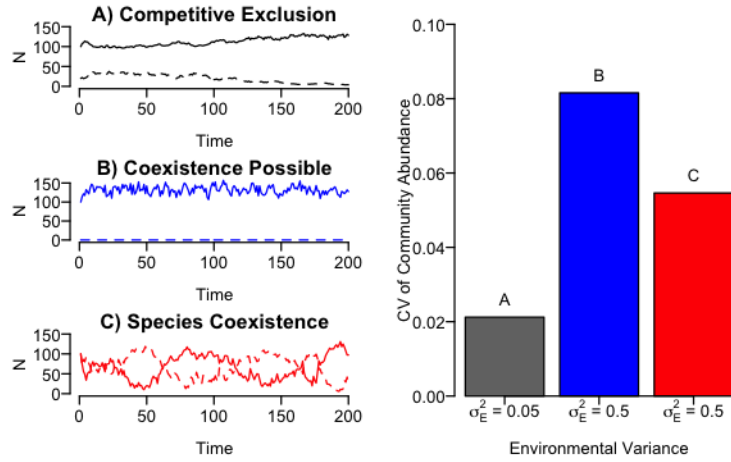 A) Competitive Exclusion
N
150
100
50
0
0 50 100 150 200
Time
B) Coexistence Possible
N
150
100
50
0
0 50 100 150 200
Time
C) Species Coexistence
N
150
100
50
0
0 50 100 150 200
Time
CV of Community Abundance
0.10
0.08
0.06
0.04
0.02
0.00
A
B
C
σ²E = 0.05 σ²E = 0.5 σ²E = 0.5
Environmental Variance